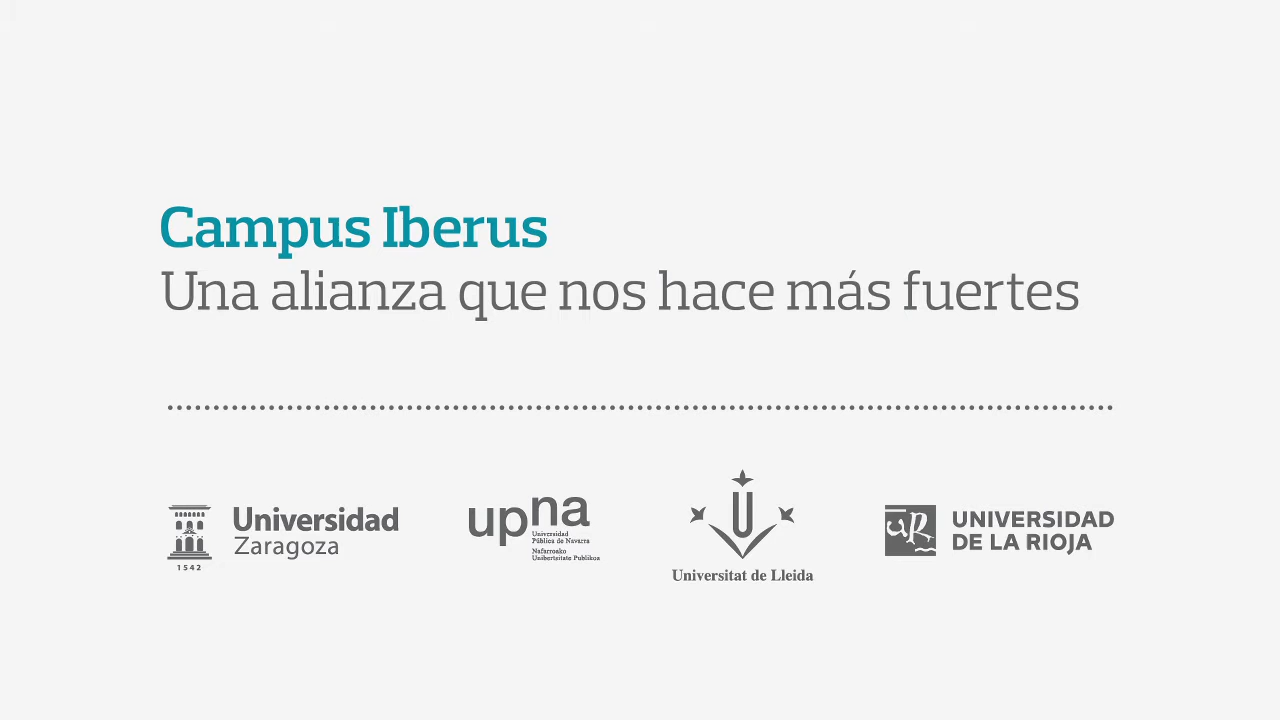 Campus Iberus
Una alianza que nos hace más fuertes
Universidad
Zaragoza
1542
upna
Universidad
Pública de Navarra
Nafarroako
Unibertsitate Publikoa
Universitat de Lleida
UR
UNIVERSIDAD
DE LA RIOJA